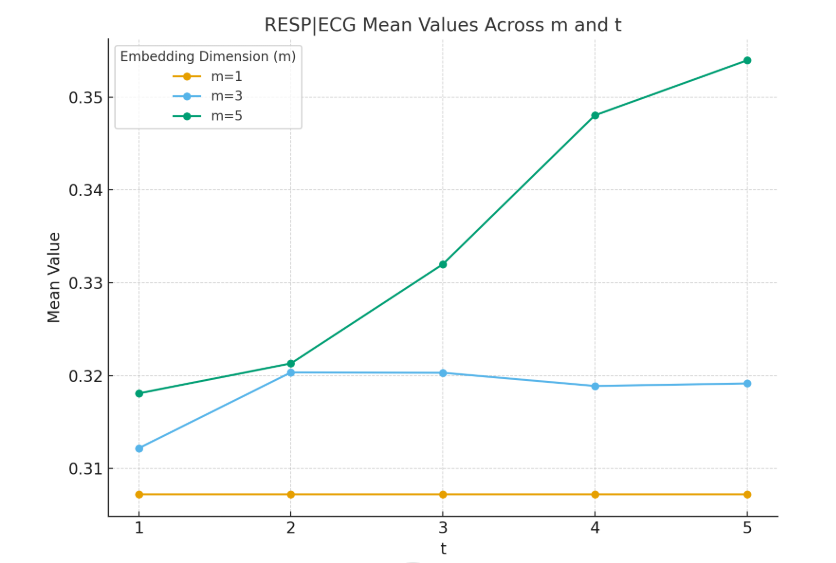 RESP|ECG Mean Values Across m and t
Embedding Dimension (m)
m=1
m=3
m=5
Mean Value
0.35
0.34
0.33
0.32
0.31
1 2 3 4 5
t